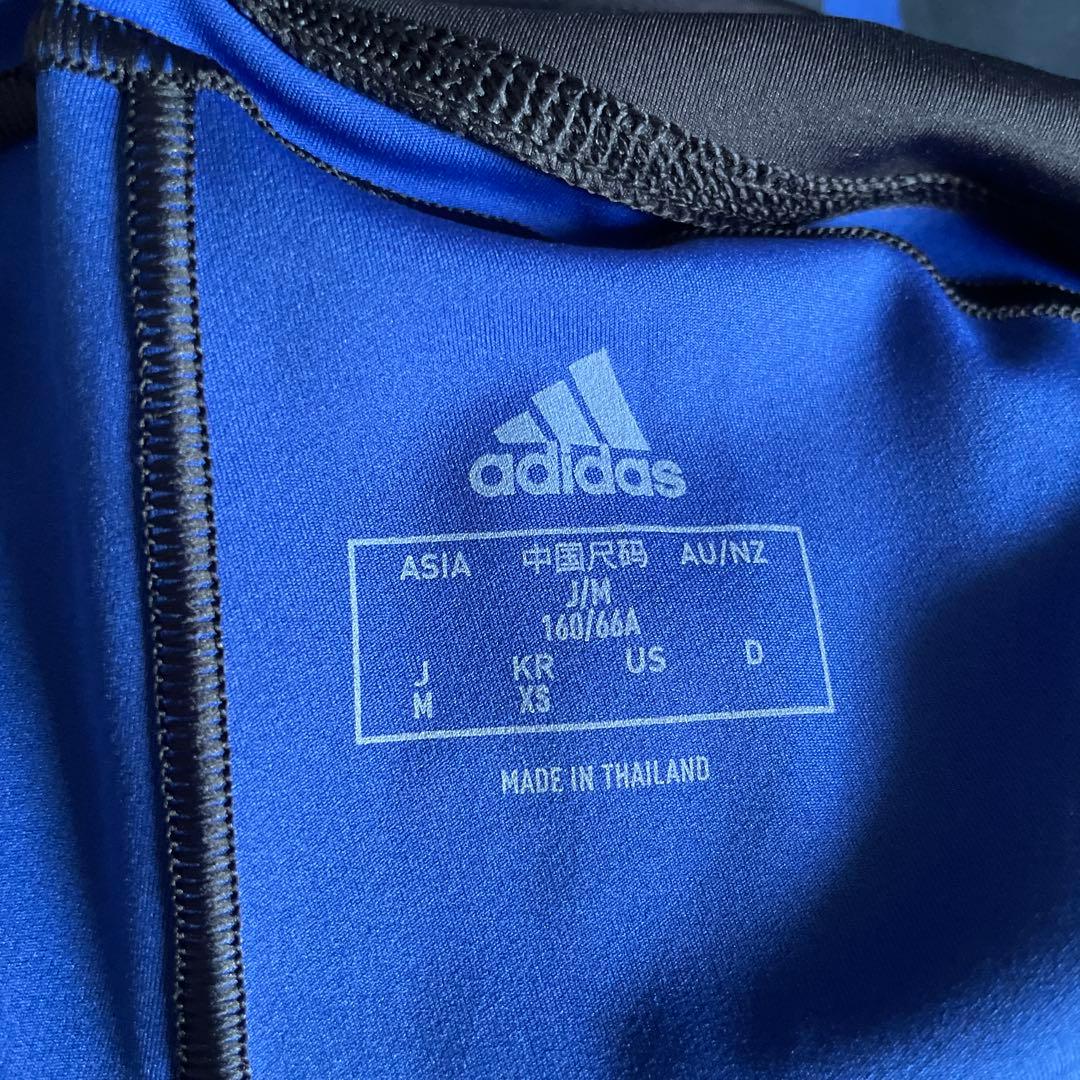 adidas
ASIA 中国尺码 AU/NZ
J/M
160/66A
J KR US D
M XS
MADE IN THAILAND